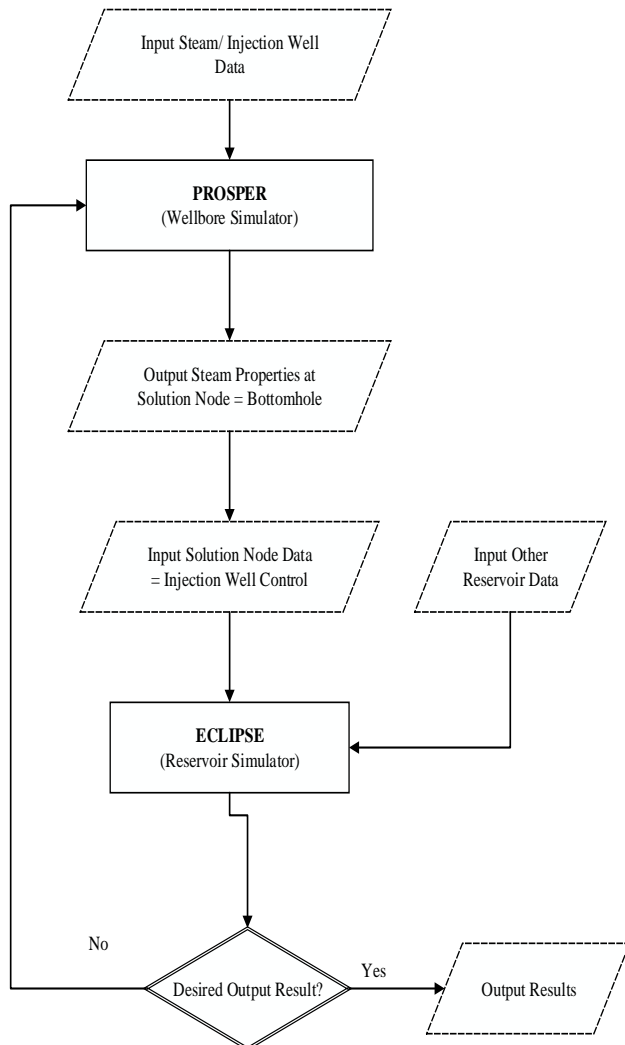 Input Steam/ Injection Well
Data
PROSPER
(Wellbore Simulator)
Output Steam Properties at
Solution Node = Bottomhole
Input Solution Node Data
= Injection Well Control
Input Other
Reservoir Data
ECLIPSE
(Reservoir Simulator)
No
Desired Output Result?
Yes
Output Results